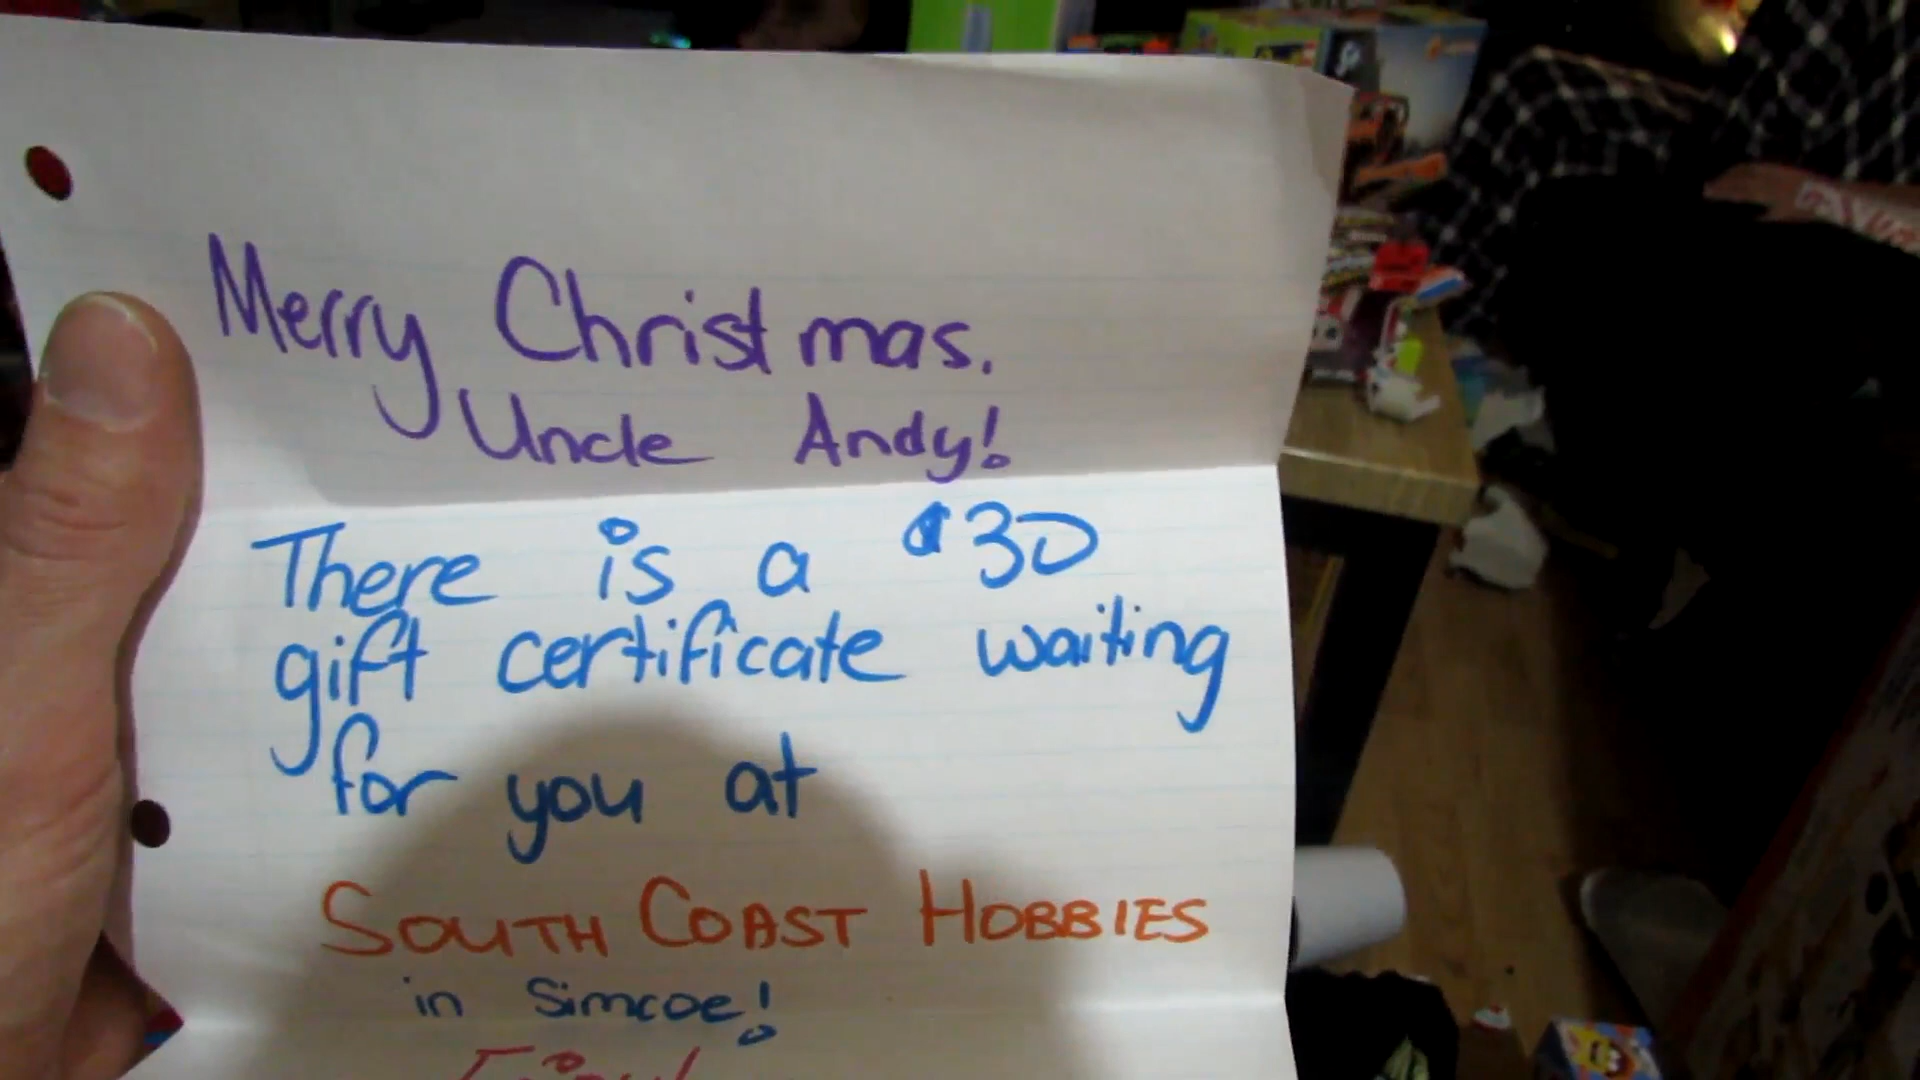 Merry Christmas,
Uncle Andy!
There is a $30
gift certificate waiting
for you at
SOUTH COAST HOBBIES
in Simcoe!